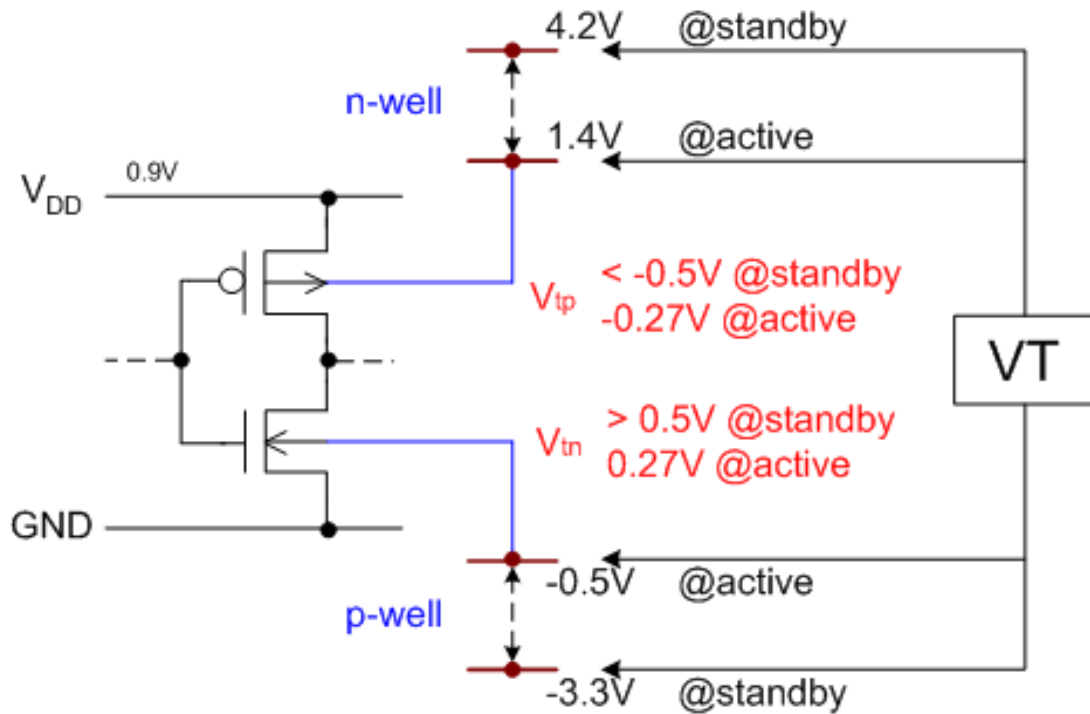 4.2V @standby
n-well
1.4V @active
0.9V
VDD
Vtp < -0.5V @standby
-0.27V @active
VT
Vtn > 0.5V @standby
0.27V @active
GND
-0.5V @active
p-well
-3.3V @standby